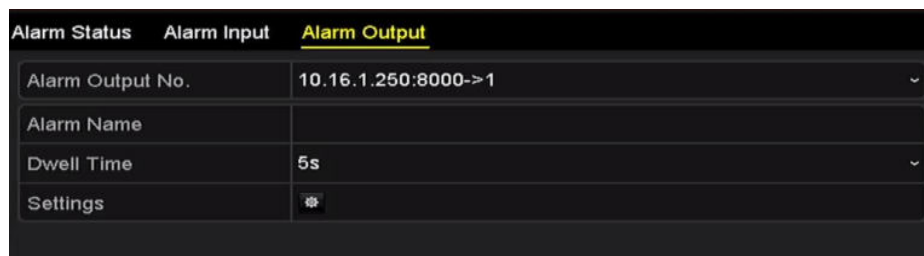 Alarm Status Alarm Input Alarm Output
Alarm Output No. 10.16.1.250:8000->1
Alarm Name
Dwell Time 5s
Settings